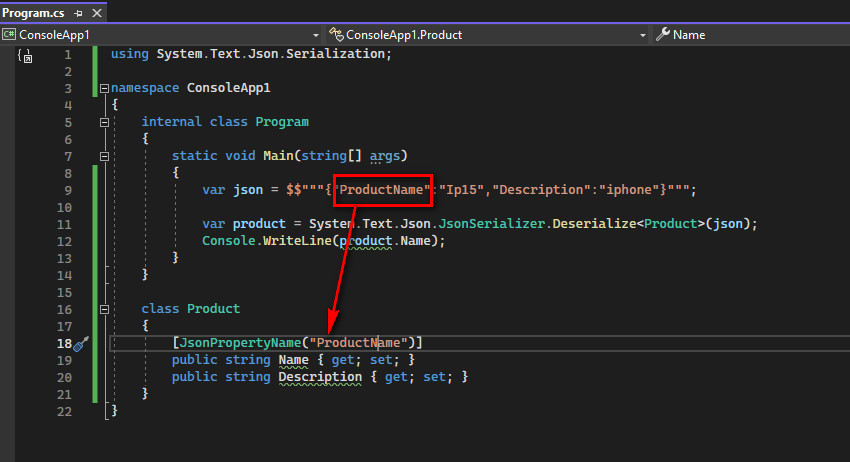 Program.cs
ConsoleApp1 ConsoleApp1.Product Name
1 using System.Text.Json.Serialization;
2
3 namespace ConsoleApp1
4 {
5 internal class Program
6 {
7 static void Main(string[] args)
8 {
9 var json = $$"""{"ProductName":"Ip15","Description":"iphone"}""";
10
11 var product = System.Text.Json.JsonSerializer.Deserialize<Product>(json);
12 Console.WriteLine(product.Name);
13 }
14 }
15
16 class Product
17 {
18 [JsonPropertyName("ProductName")]
19 public string Name { get; set; }
20 public string Description { get; set; }
21 }
22 }